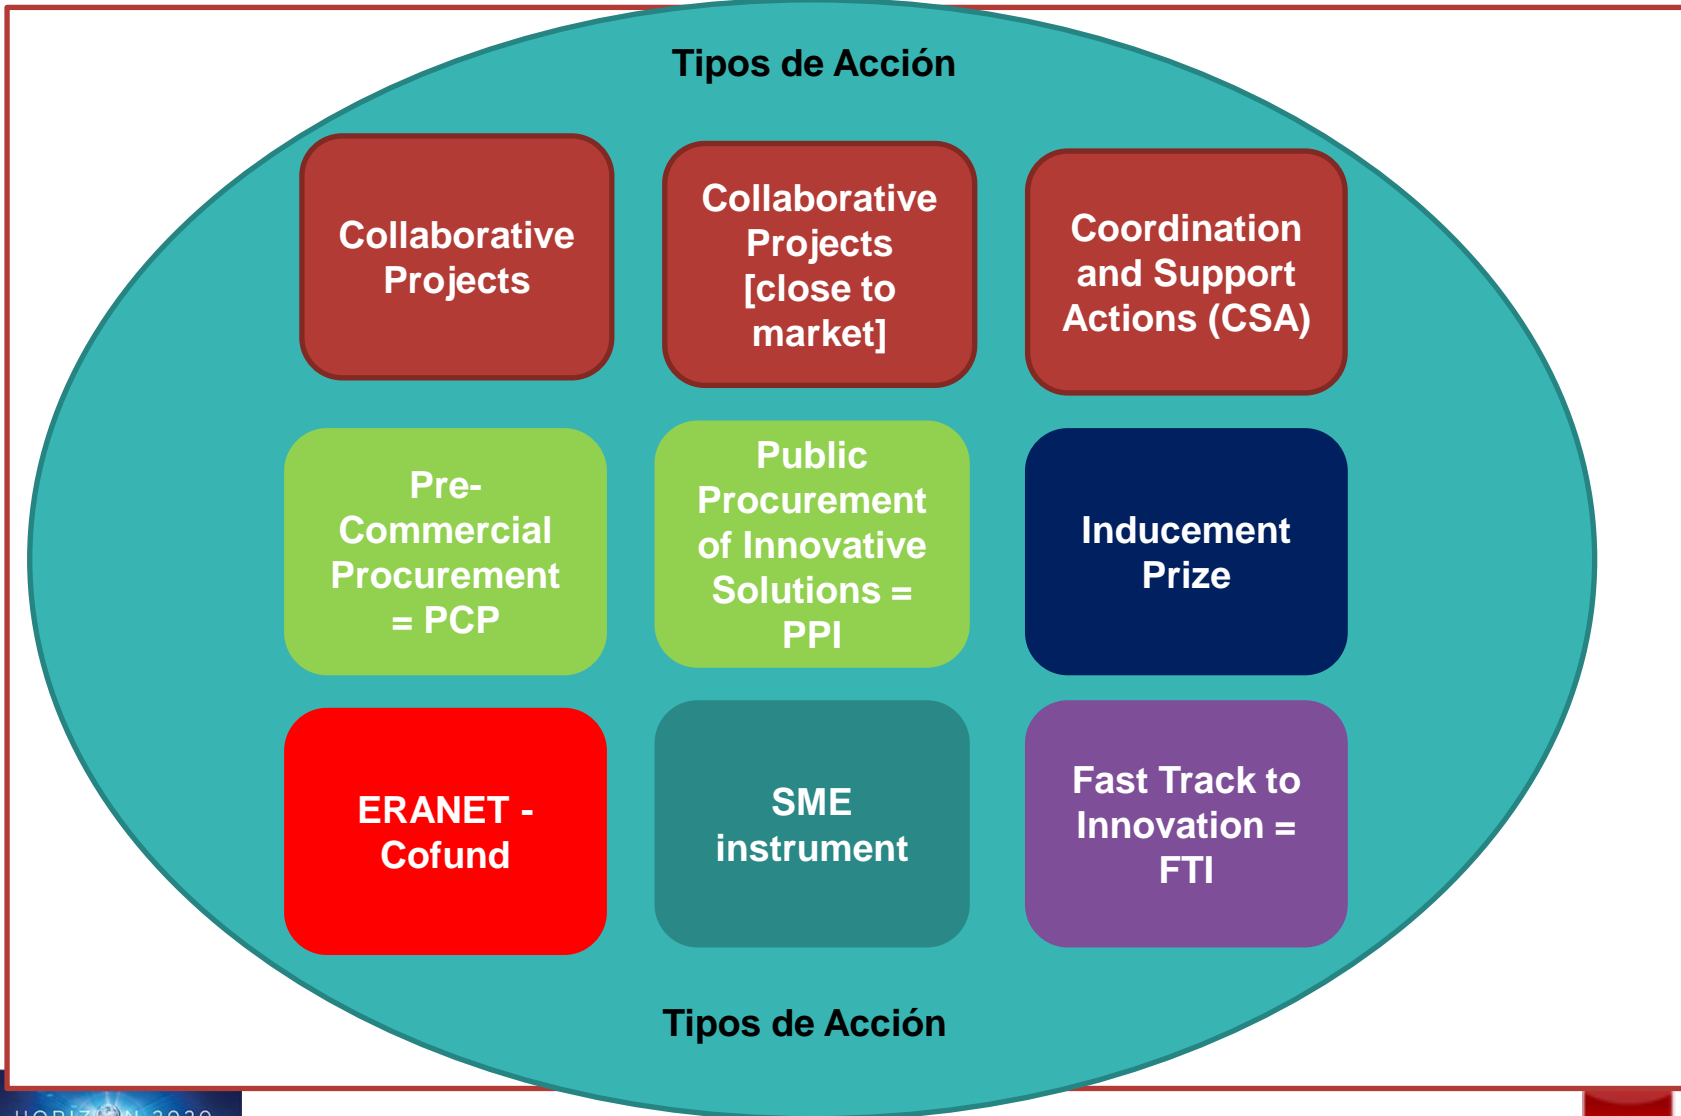 Tipos de Acción
Collaborative
Projects
Collaborative
Projects
[close to
market]
Coordination
and Support
Actions (CSA)
Pre-
Commercial
Procurement
= PCP
Public
Procurement
of Innovative
Solutions =
PPI
Inducement
Prize
ERANET -
Cofund
SME
instrument
Fast Track to
Innovation =
FTI
Tipos de Acción
HORIZON 2020